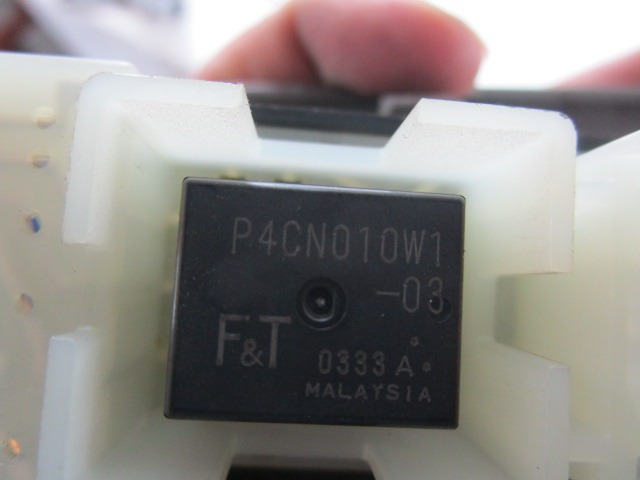 P4CN010W1
-03
F&T
0333 A
MALAYSIA